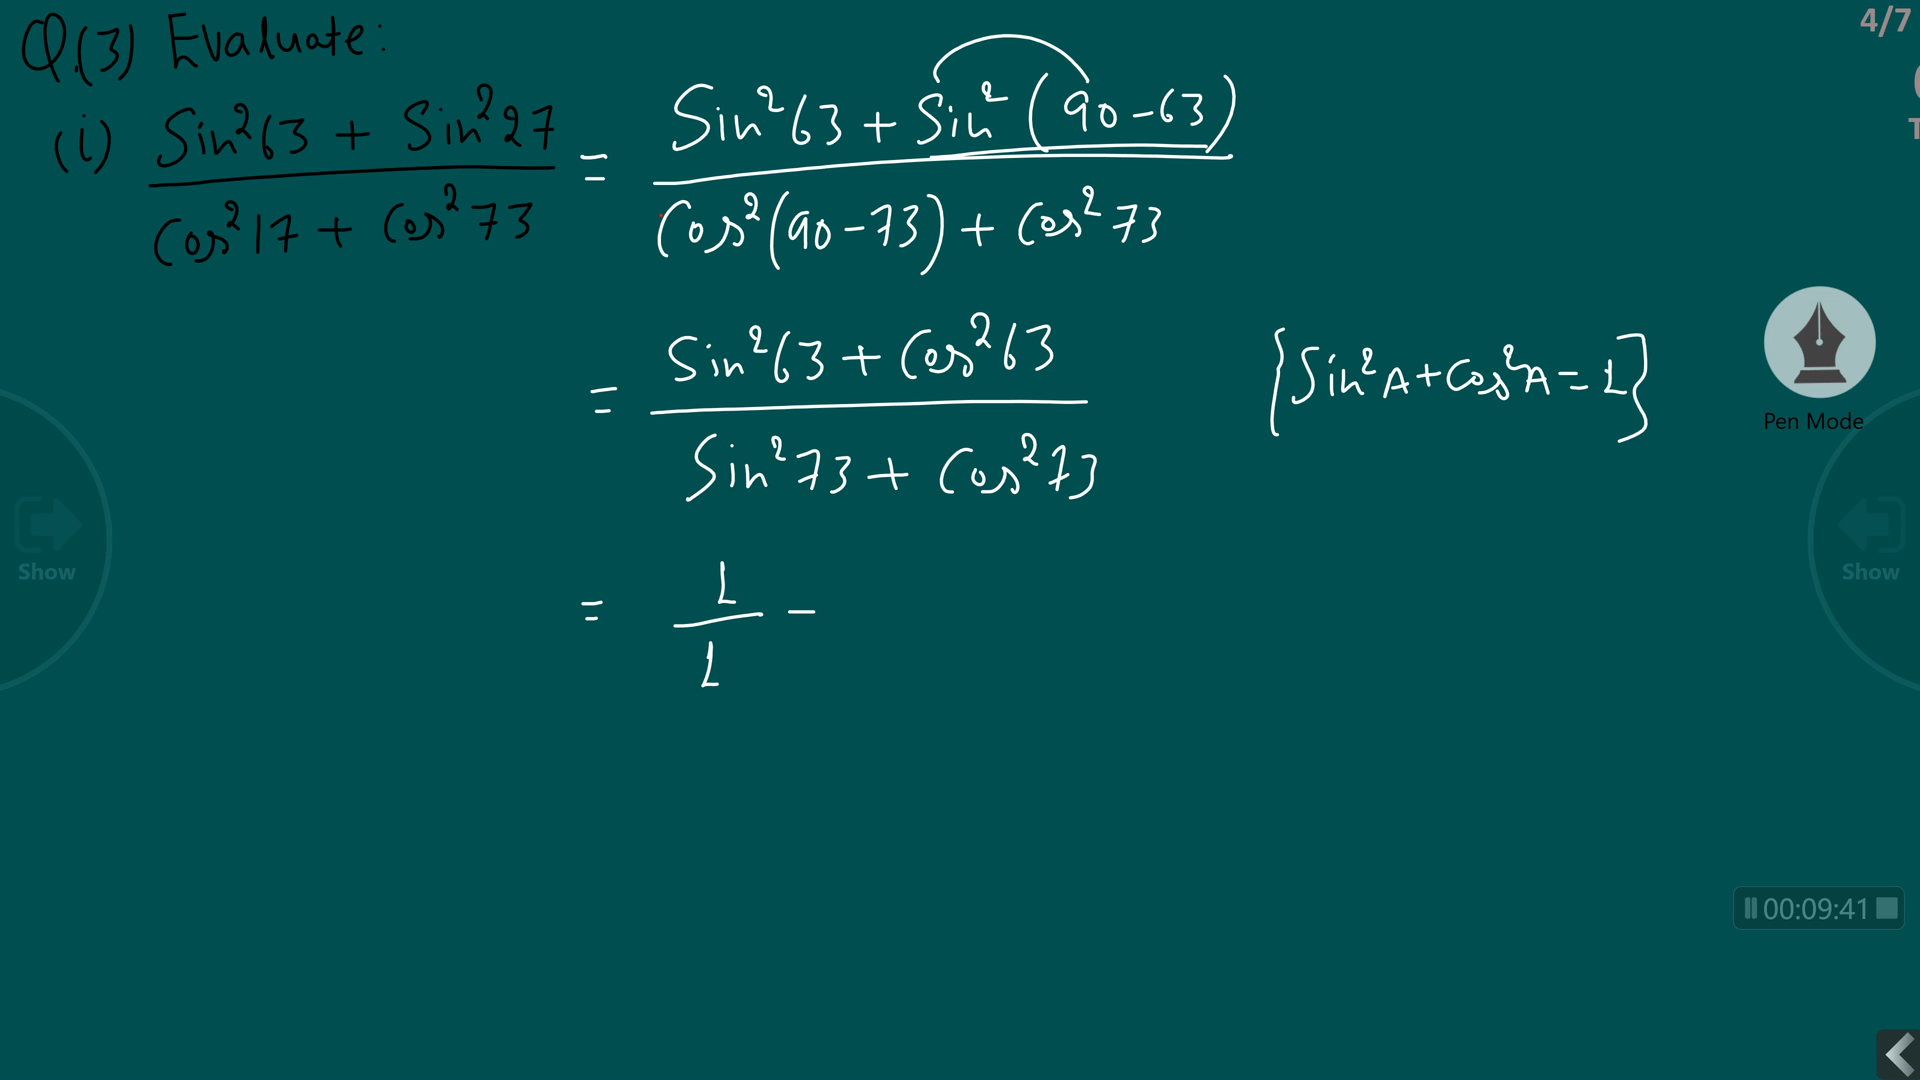 4/7
Q.(3) Evaluate:
(i) Sin²63 + Sin²27 / Cos²17 + Cos²73 = Sin²63 + Sin²(90-63) / Cos²(90-73) + Cos²73
= Sin²63 + Cos²63 / Sin²73 + Cos²73 {Sin²A+Cos²A=1}
Pen Mode
Show
Show
= 1/1 -
00:09:41